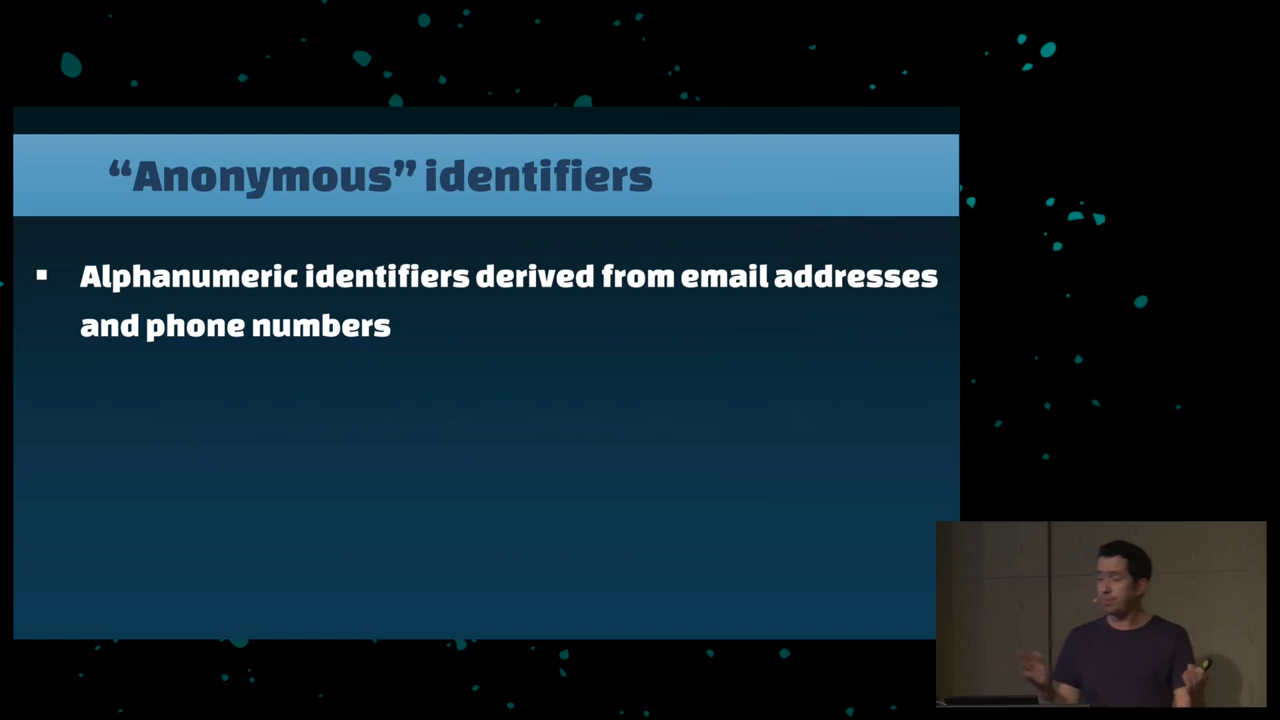 “Anonymous” identifiers
▪ Alphanumeric identifiers derived from email addresses
and phone numbers